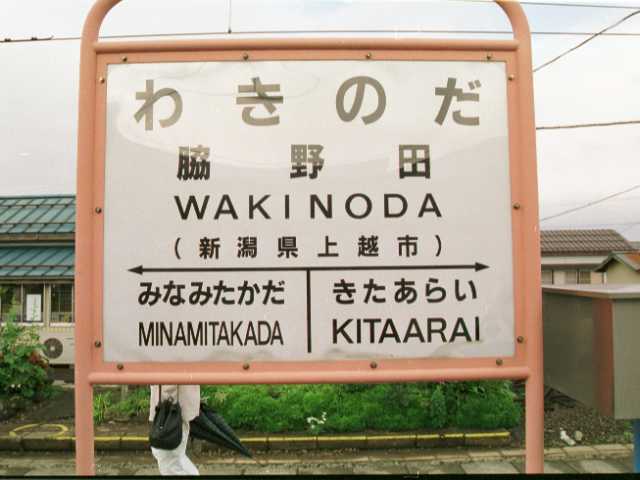 わきのだ
脇野田
WAKINODA
(新潟県上越市)
みなみたかだ きたあらい
MINAMITAKADA KITAARAI